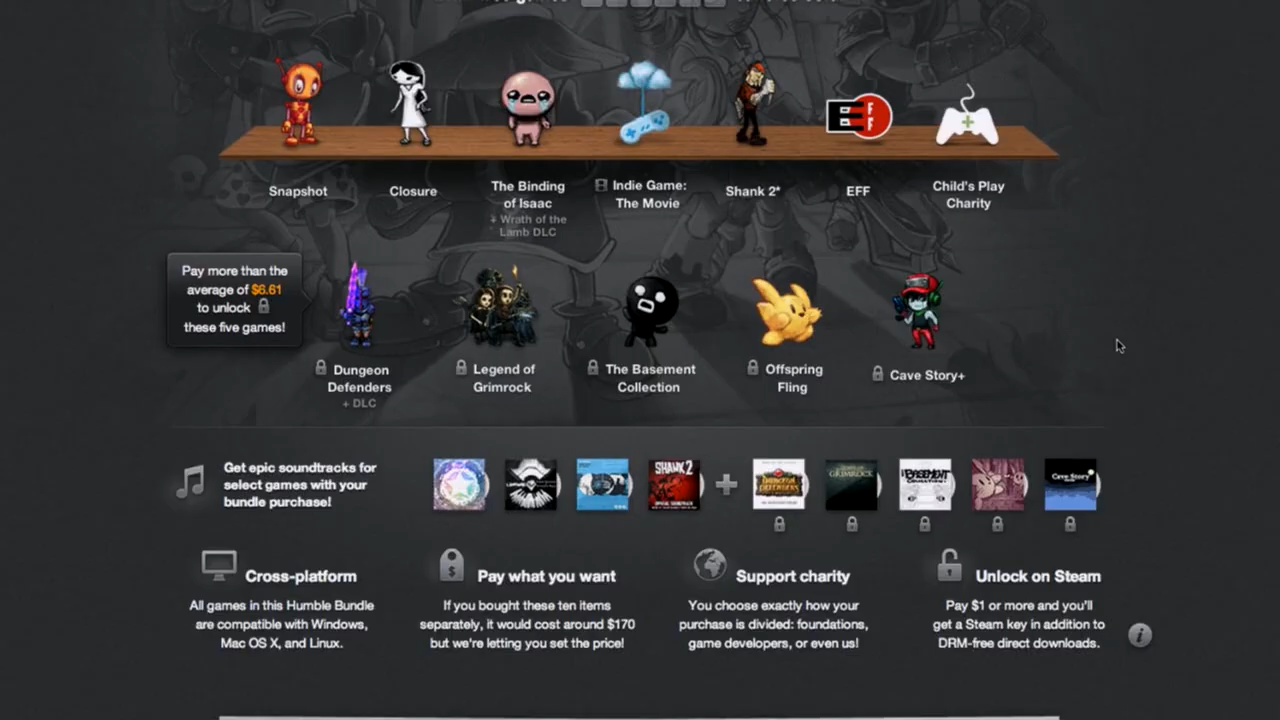 EFF
Snapshot
Closure
The Binding
of Isaac
+ Wrath of the
Lamb DLC
Indie Game:
The Movie
Shank 2*
EFF
Child's Play
Charity
Pay more than the
average of $6.61
to unlock
these five games!
Dungeon
Defenders
+ DLC
Legend of
Grimrock
The Basement
Collection
Offspring
Fling
Cave Story+
Get epic soundtracks for
select games with your
bundle purchase!
SHANK 2
Cave Story
Cross-platform
All games in this Humble Bundle
are compatible with Windows,
Mac OS X, and Linux.
Pay what you want
If you bought these ten items
separately, it would cost around $170
but we're letting you set the price!
Support charity
You choose exactly how your
purchase is divided: foundations,
game developers, or even us!
Unlock on Steam
Pay $1 or more and you'll
get a Steam key in addition to
DRM-free direct downloads.